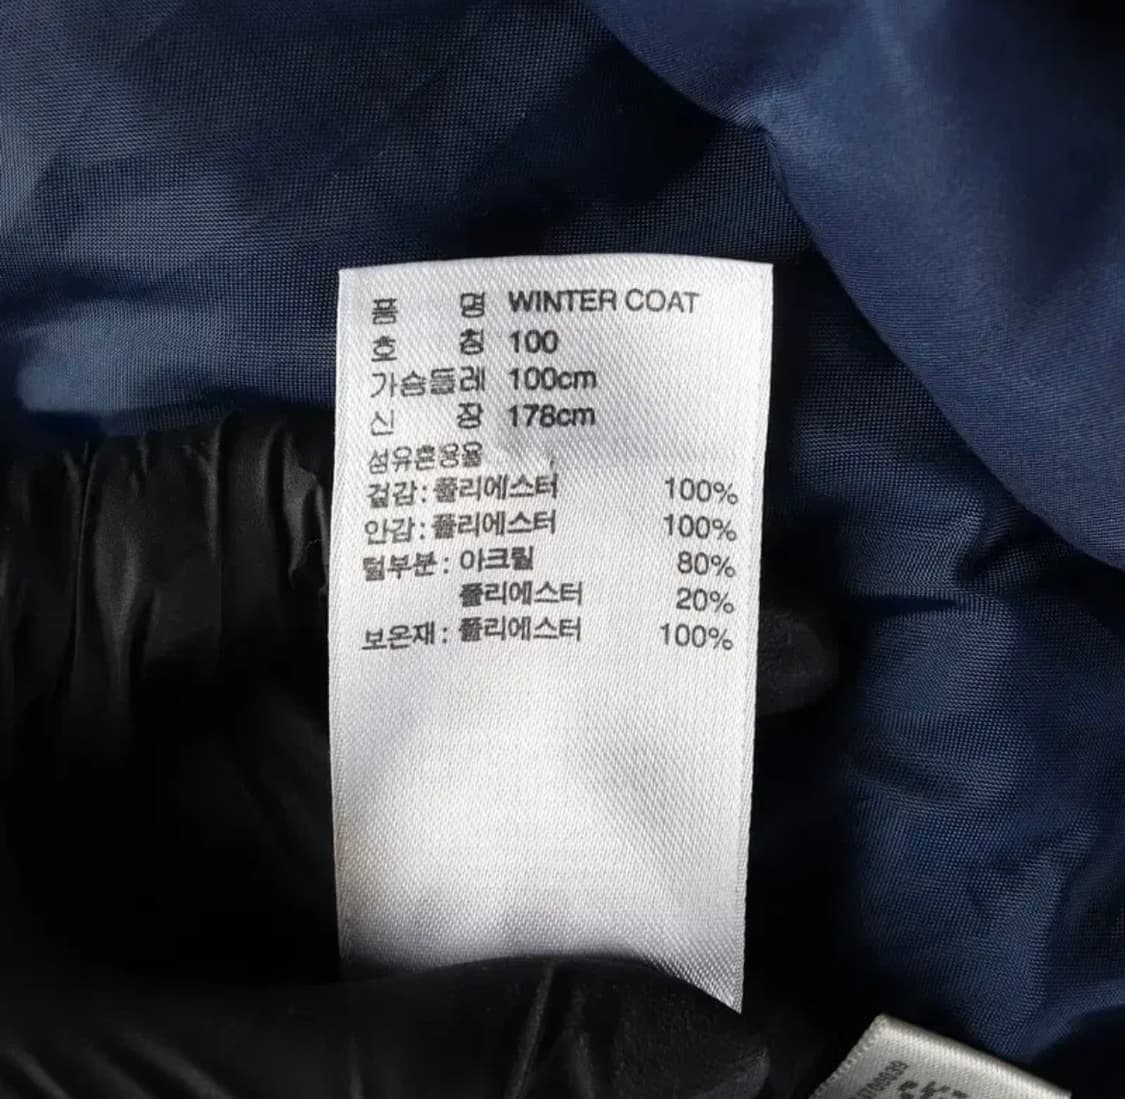 품 명 WINTER COAT
호 칭 100
가슴둘레 100cm
신 장 178cm
섬유혼용율
겉감: 폴리에스터 100%
안감: 폴리에스터 100%
털부분: 아크릴 80%
폴리에스터 20%
보온재: 폴리에스터 100%